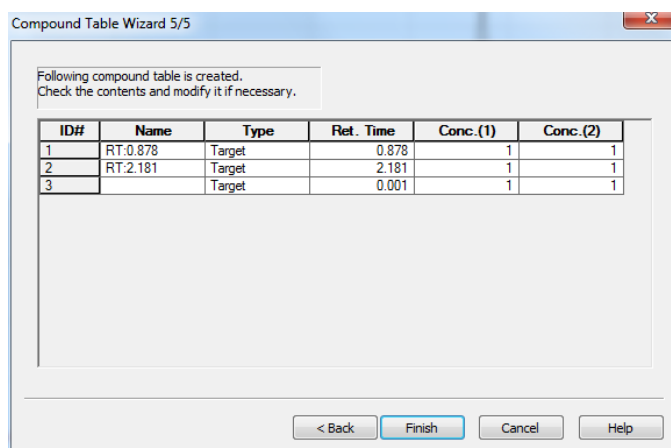 Compound Table Wizard 5/5
Following compound table is created.
Check the contents and modify it if necessary.
ID# Name Type Ret. Time Conc.(1) Conc.(2)
1 RT:0.878 Target 0.878 1 1
2 RT:2.181 Target 2.181 1 1
3 Target 0.001 1 1
< Back Finish Cancel Help